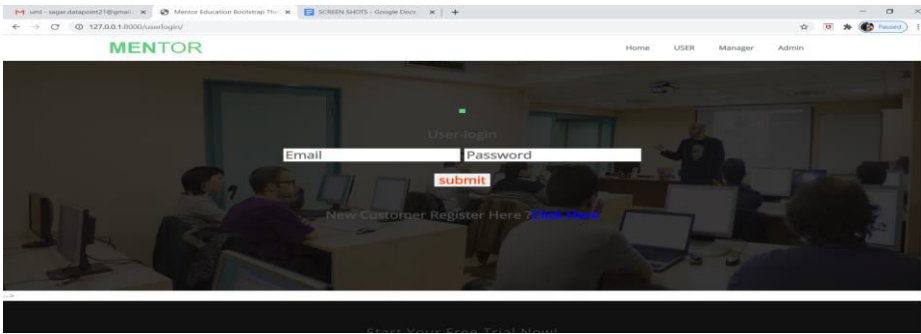 uint - sagar.datapoint21@gmail Mentor Education Bootstrap The SCREEN SHOTS - Google Docs
127.0.0.1:8000/userlogin/ Paused
MENTOR Home USER Manager Admin
User-login
Email Password
submit
New Customer Register Here ?Click Here
-->
Start Your Free Trial Now!